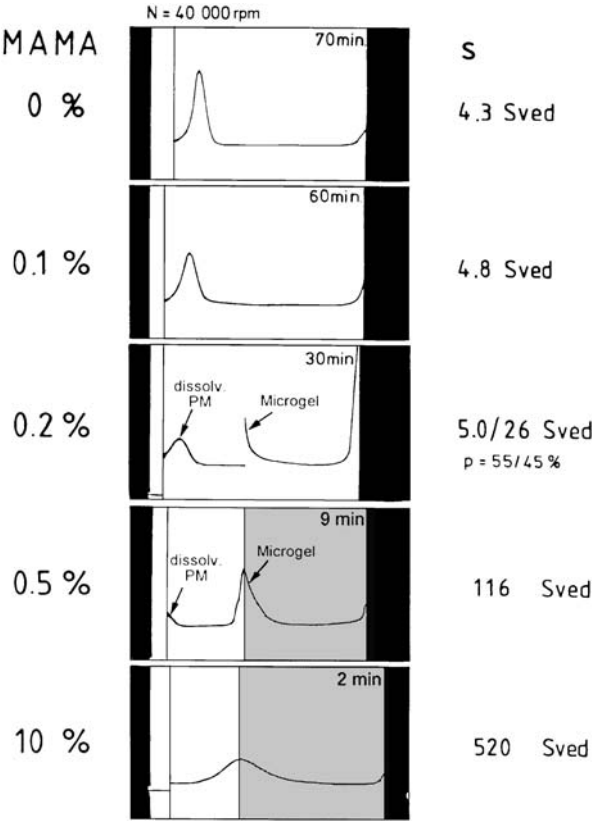 N = 40 000 rpm
MAMA
S
70min.
0 %
4.3 Sved
60min.
0.1 %
4.8 Sved
30min
dissolv.
PM
Microgel
0.2 %
5.0/26 Sved
p = 55/45 %
9 min
dissolv.
PM
Microgel
0.5 %
116 Sved
2 min
10 %
520 Sved